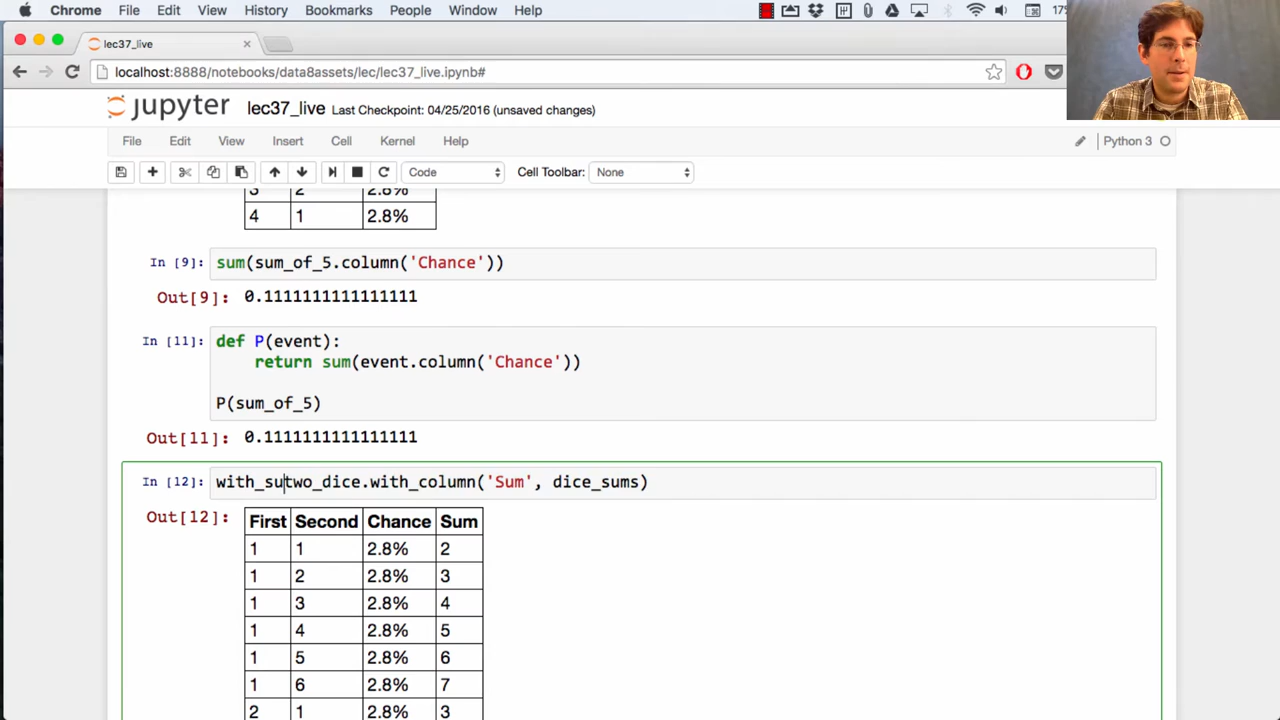 Chrome File Edit View History Bookmarks People Window Help
lec37_live
localhost:8888/notebooks/data8assets/lec/lec37_live.ipynb#
jupyter lec37_live Last Checkpoint: 04/25/2016 (unsaved changes)
File Edit View Insert Cell Kernel Help Python 3
Code Cell Toolbar: None
3 2 2.8%
4 1 2.8%
In [9]: sum(sum_of_5.column('Chance'))
Out[9]: 0.1111111111111111
In [11]: def P(event):
return sum(event.column('Chance'))
P(sum_of_5)
Out[11]: 0.1111111111111111
In [12]: with_sutwo_dice.with_column('Sum', dice_sums)
Out[12]: First Second Chance Sum
1 1 2.8% 2
1 2 2.8% 3
1 3 2.8% 4
1 4 2.8% 5
1 5 2.8% 6
1 6 2.8% 7
2 1 2.8% 3